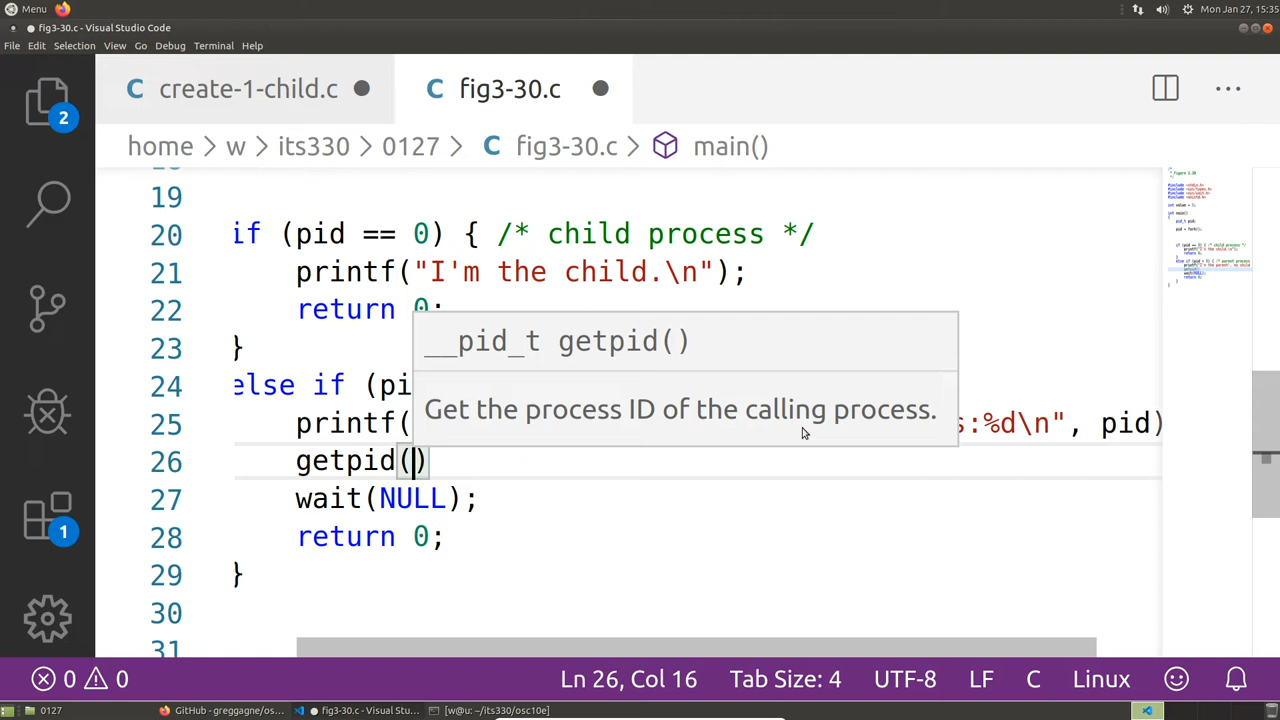 Menu
Mon Jan 27, 15:35
fig3-30.c - Visual Studio Code
File Edit Selection View Go Debug Terminal Help
C create-1-child.c
C fig3-30.c
2
home > w > its330 > 0127 > C fig3-30.c > main()
19
20 if (pid == 0) { /* child process */
21 printf("I'm the child.\n");
22 return 0;
23 }
24 else if (pi
25 printf( s:%d\n", pid)
26 getpid()
27 wait(NULL);
28 return 0;
29 }
30
31
__pid_t getpid()
Get the process ID of the calling process.
1
0 0 Ln 26, Col 16 Tab Size: 4 UTF-8 LF C Linux
0127 GitHub - greggagne/os... fig3-30.c - Visual Stu... [w@u: ~/its330/osc10e]